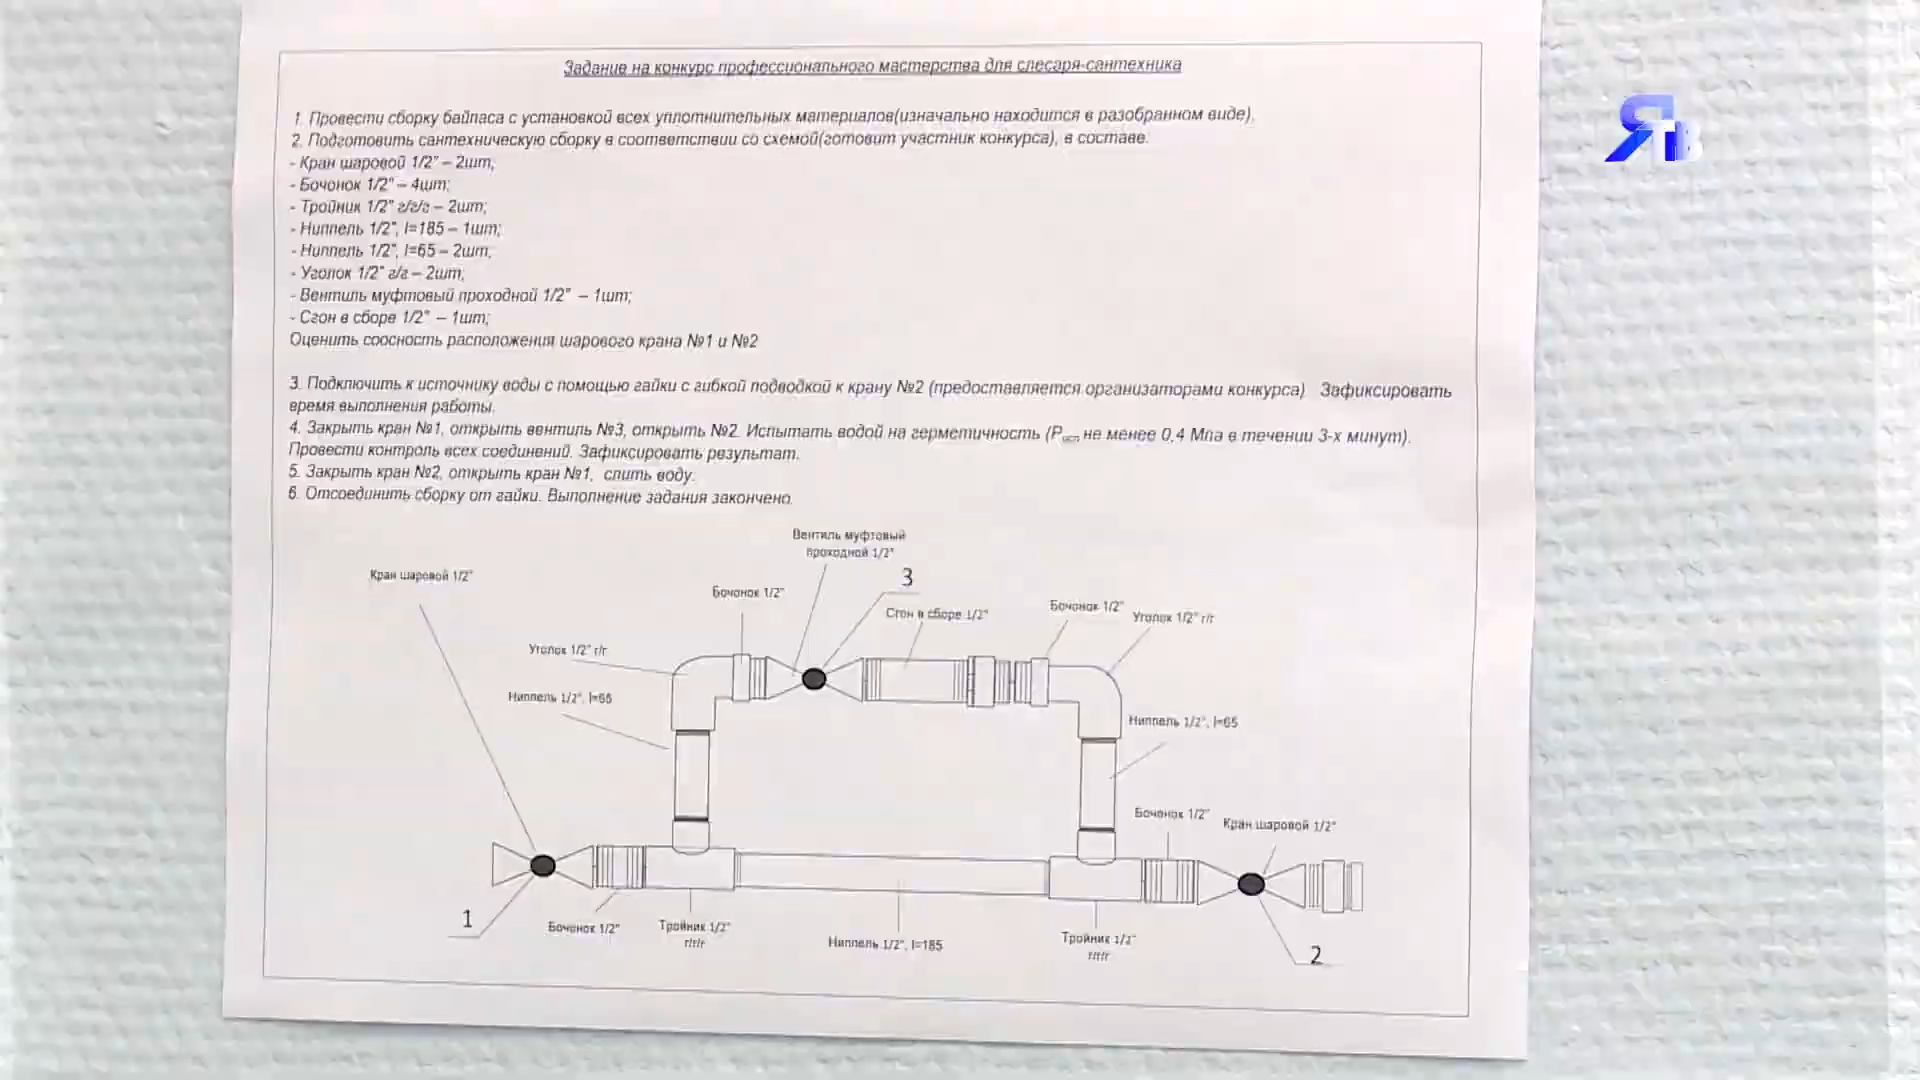 Задание на конкурс профессионального мастерства для слесаря-сантехника
1. Провести сборку байпаса с установкой всех уплотнительных материалов(изначально находится в разобранном виде).
2. Подготовить сантехническую сборку в соответствии со схемой(готовит участник конкурса), в составе:
- Кран шаровой 1/2" – 2шт;
- Бочонок 1/2" – 4шт;
- Тройник 1/2" г/г/г – 2шт;
- Ниппель 1/2", l=185 – 1шт;
- Ниппель 1/2", l=65 – 2шт;
- Уголок 1/2" г/г – 2шт;
- Вентиль муфтовый проходной 1/2" – 1шт;
- Сгон в сборе 1/2" – 1шт;
Оценить соосность расположения шарового крана №1 и №2
3. Подключить к источнику воды с помощью гайки с гибкой подводкой к крану №2 (предоставляется организаторами конкурса) Зафиксировать
время выполнения работы.
4. Закрыть кран №1, открыть вентиль №3, открыть №2. Испытать водой на герметичность (Рисп не менее 0,4 Мпа в течении 3-х минут).
Провести контроль всех соединений. Зафиксировать результат.
5. Закрыть кран №2, открыть кран №1, слить воду.
6. Отсоединить сборку от гайки. Выполнение задания закончено.
Вентиль муфтовый
проходной 1/2"
Кран шаровой 1/2"
3
Бочонок 1/2"
Сгон в сборе 1/2"
Бочонок 1/2"
Уголок 1/2" г/г
Уголок 1/2" г/г
Ниппель 1/2", l=65
Ниппель 1/2", l=65
Бочонок 1/2"
Кран шаровой 1/2"
1
Бочонок 1/2"
Тройник 1/2"
г/г/г
Ниппель 1/2", l=185
Тройник 1/2"
г/г/г
2
ЯТВ